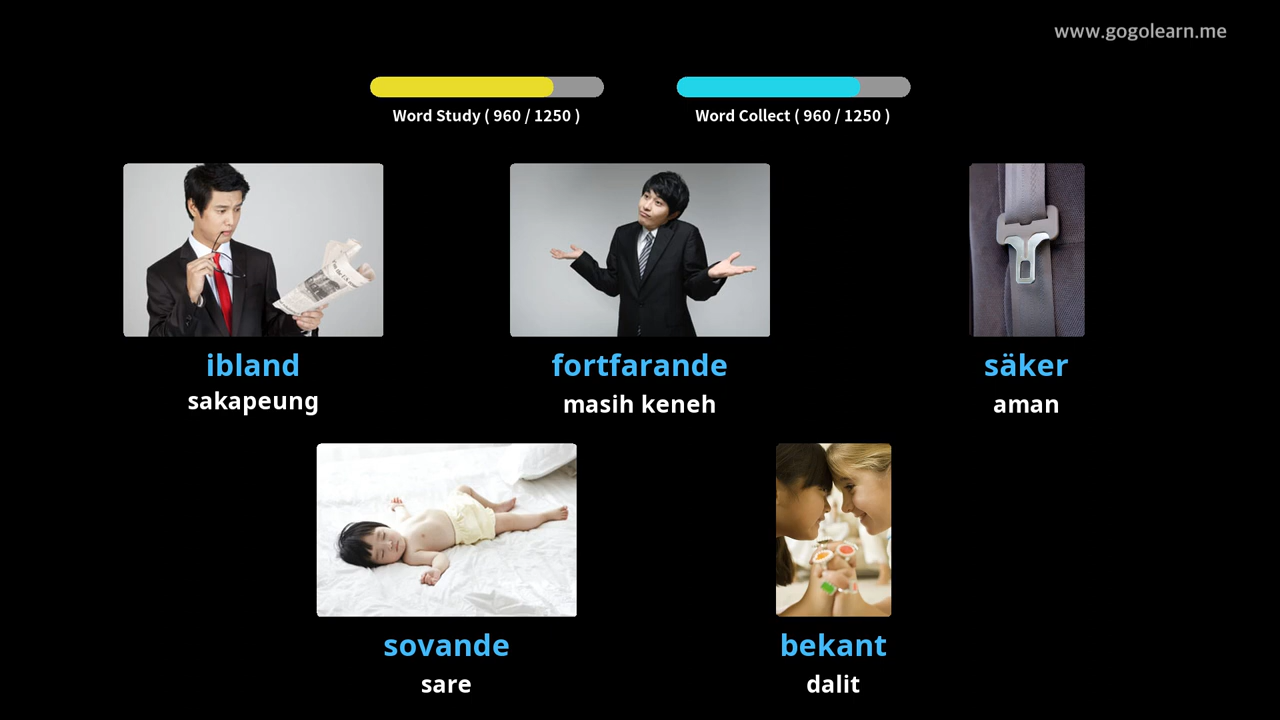 www.gogolearn.me
Word Study ( 960 / 1250 )
Word Collect ( 960 / 1250 )
ibland
sakapeung
fortfarande
masih keneh
säker
aman
sovande
sare
bekant
dalit